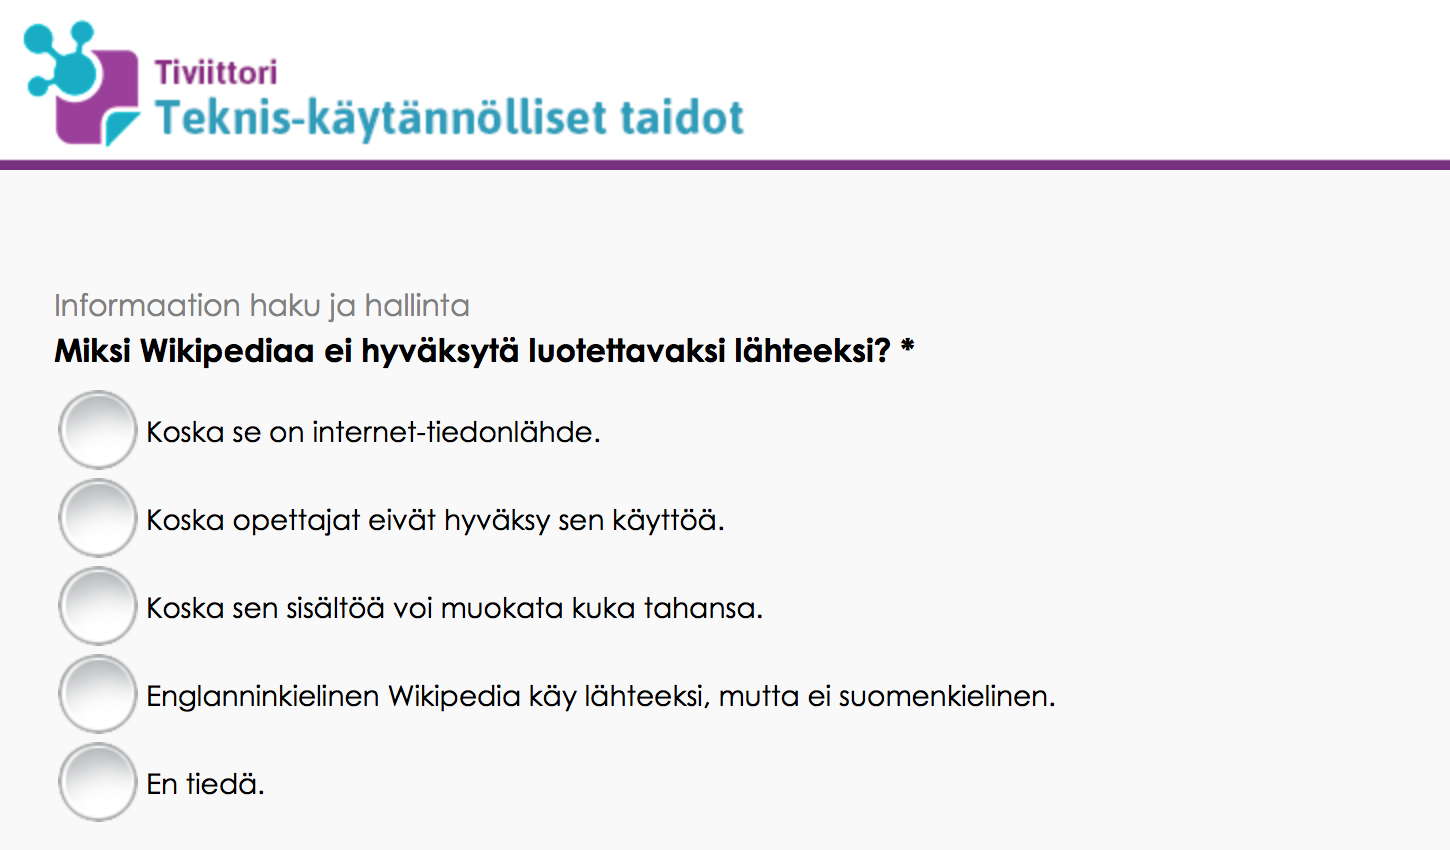 Tiviittori
Teknis-käytännölliset taidot
Informaation haku ja hallinta
Miksi Wikipediaa ei hyväksytä luotettavaksi lähteeksi? *
Koska se on internet-tiedonlähde.
Koska opettajat eivät hyväksy sen käyttöä.
Koska sen sisältöä voi muokata kuka tahansa.
Englanninkielinen Wikipedia käy lähteeksi, mutta ei suomenkielinen.
En tiedä.